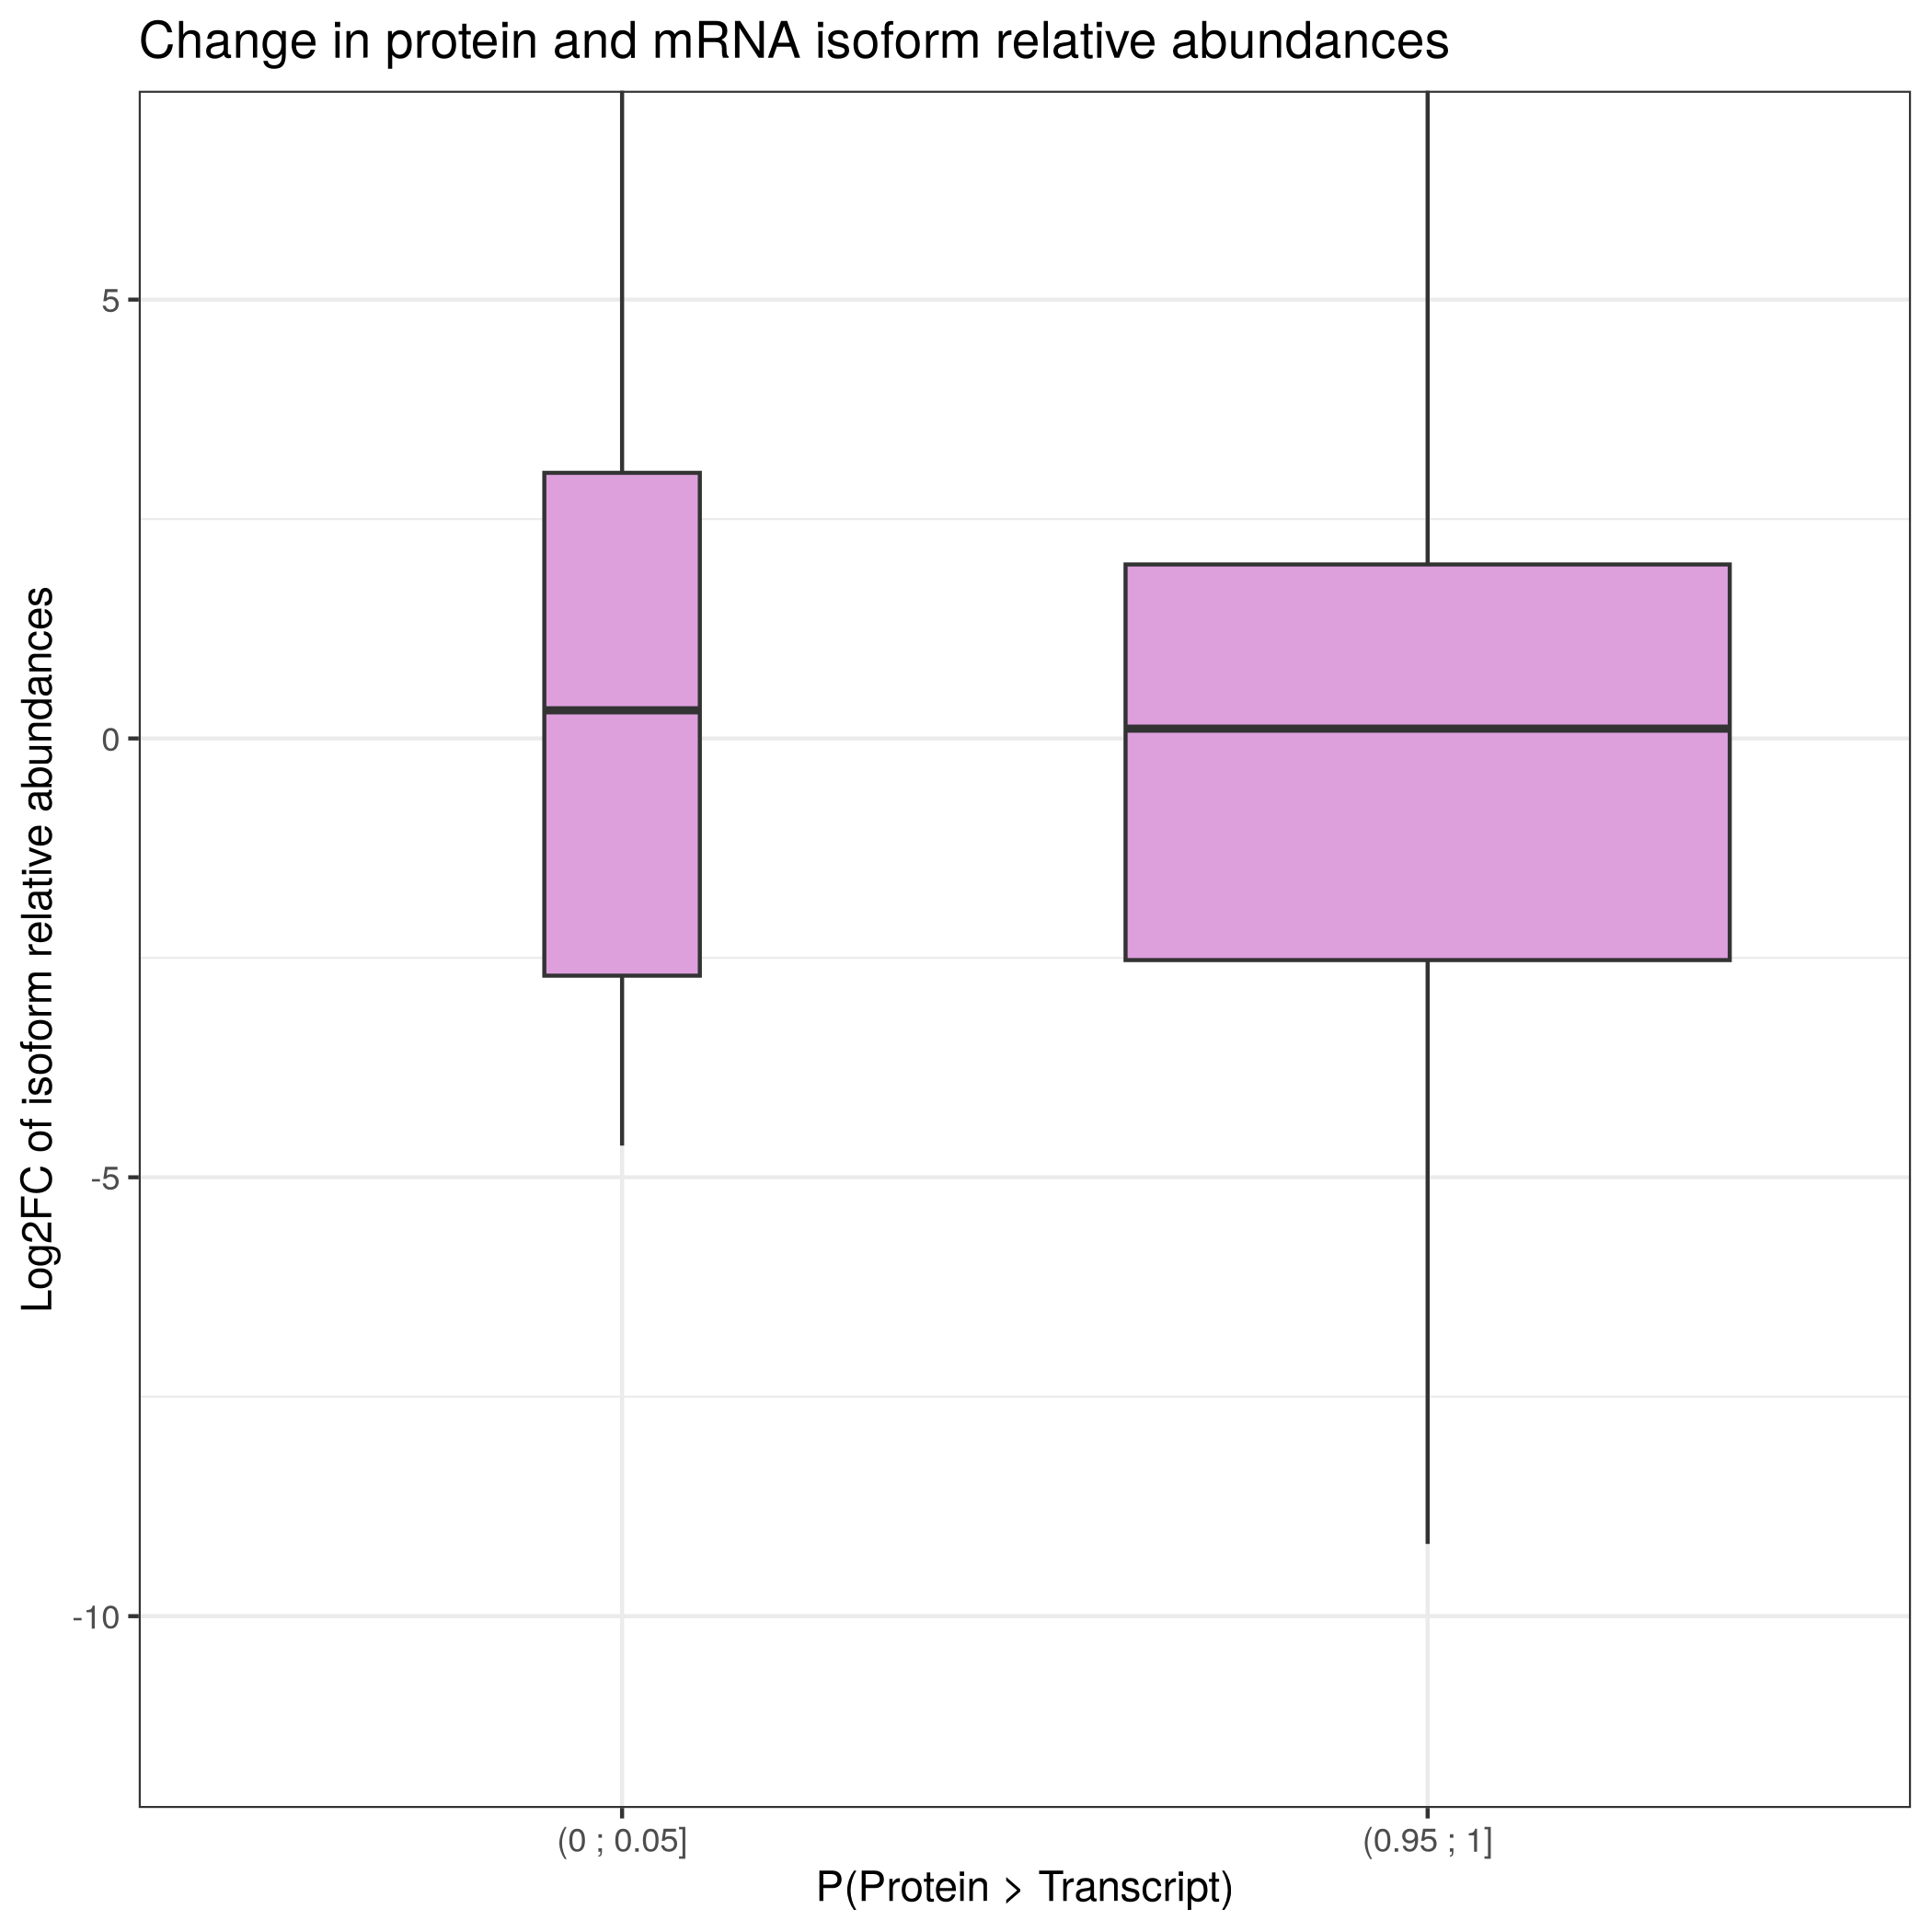 Change in protein and mRNA isoform relative abundances
Log2FC of isoform relative abundances
5
0
-5
-10
(0 ; 0.05]
(0.95 ; 1]
P(Protein > Transcript)